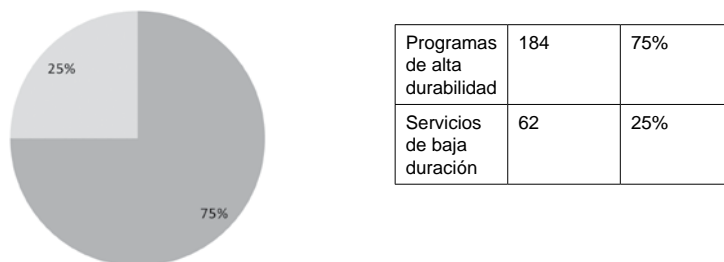 25%
75%
Programas
de alta
durabilidad
184
75%
Servicios
de baja
duración
62
25%